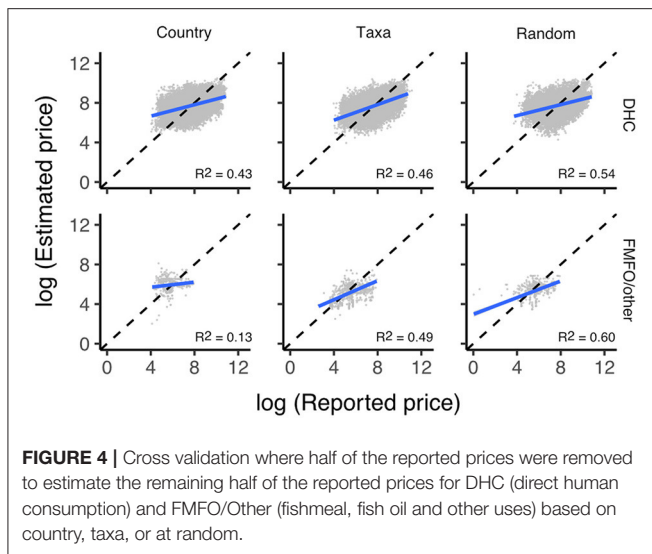 Country
Taxa
Random
log (Estimated price)
12
8
4
0
R² = 0.43
R² = 0.46
R² = 0.54
DHC
12
8
4
0
R² = 0.13
R² = 0.49
R² = 0.60
FMFO/other
0 4 8 12
0 4 8 12
0 4 8 12
log (Reported price)
FIGURE 4 | Cross validation where half of the reported prices were removed
to estimate the remaining half of the reported prices for DHC (direct human
consumption) and FMFO/Other (fishmeal, fish oil and other uses) based on
country, taxa, or at random.